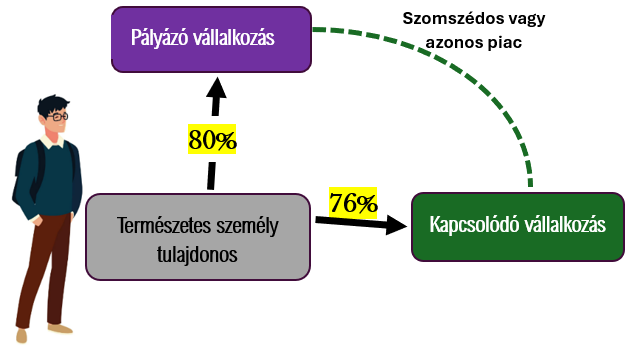 Pályázó vállalkozás
Szomszédos vagy
azonos piac
80%
Természetes személy
tulajdonos
76%
Kapcsolódó vállalkozás